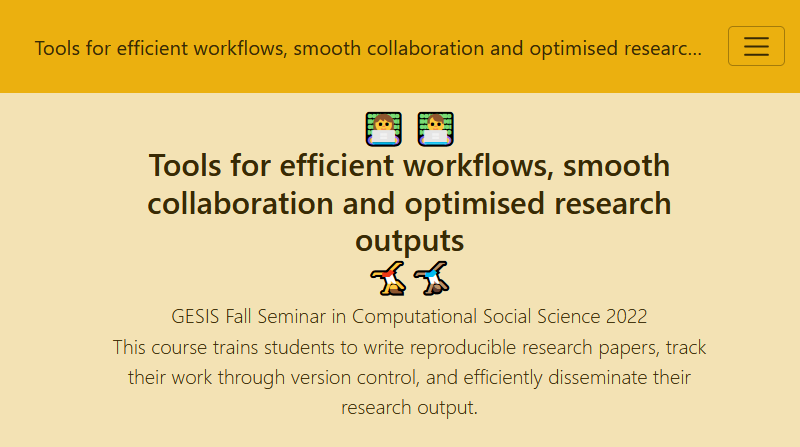 Tools for efficient workflows, smooth collaboration and optimised researc...
Tools for efficient workflows, smooth
collaboration and optimised research
outputs
GESIS Fall Seminar in Computational Social Science 2022
This course trains students to write reproducible research papers, track
their work through version control, and efficiently disseminate their
research output.